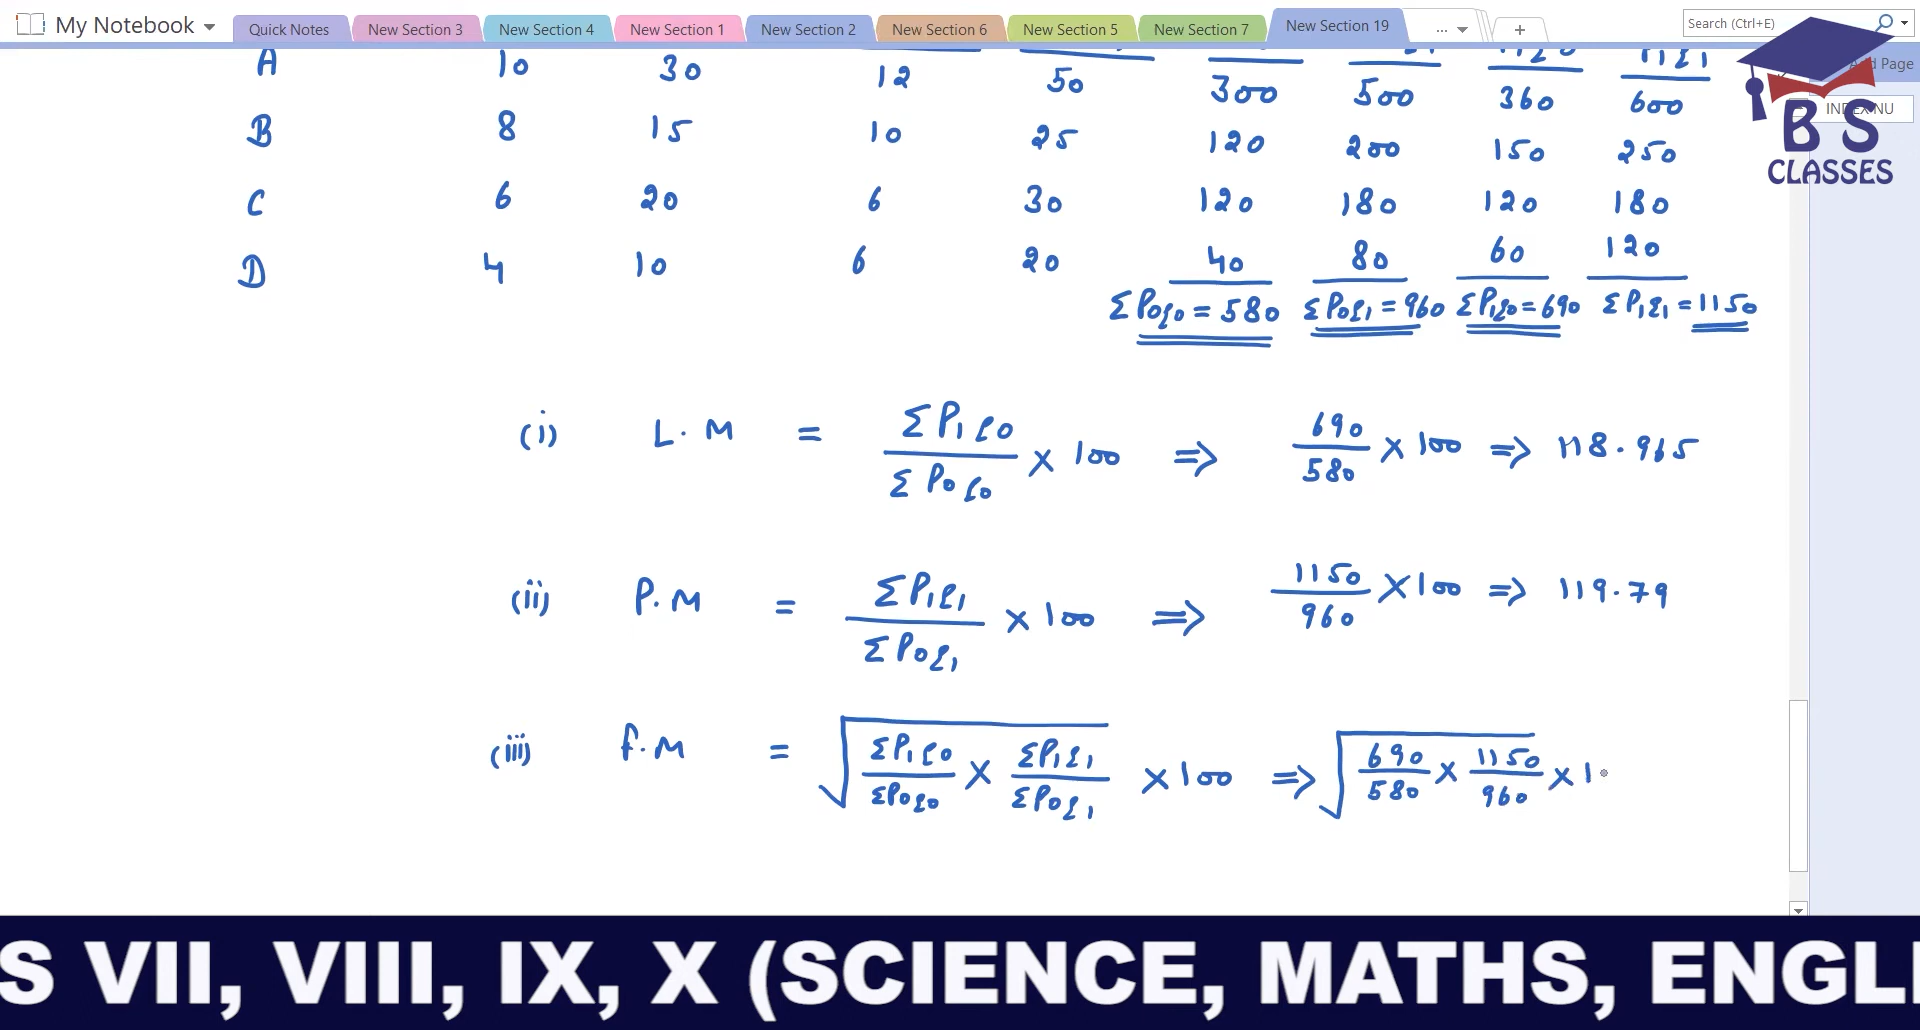 My Notebook Quick Notes New Section 3 New Section 4 New Section 1 New Section 2 New Section 6 New Section 5 New Section 7 New Section 19 ... + Search (Ctrl+E)
Add Page
INDEX NU
B S
CLASSES
A 10 30 12 50 300 500 360 600
B 8 15 10 25 120 200 150 250
C 6 20 6 30 120 180 120 180
D 4 10 6 20 40 80 60 120
ΣP0q0 = 580 ΣP0q1 = 960 ΣP1q0 = 690 ΣP1q1 = 1150
(i) L.M = ΣP1q0 / ΣP0q0 × 100 ⇒ 690 / 580 × 100 ⇒ 118.965
(ii) P.M = ΣP1q1 / ΣP0q1 × 100 ⇒ 1150 / 960 × 100 ⇒ 119.79
(iii) F.M = √(ΣP1q0 / ΣP0q0 × ΣP1q1 / ΣP0q1) × 100 ⇒ √(690 / 580 × 1150 / 960) × 1
S VII, VIII, IX, X (SCIENCE, MATHS, ENGL